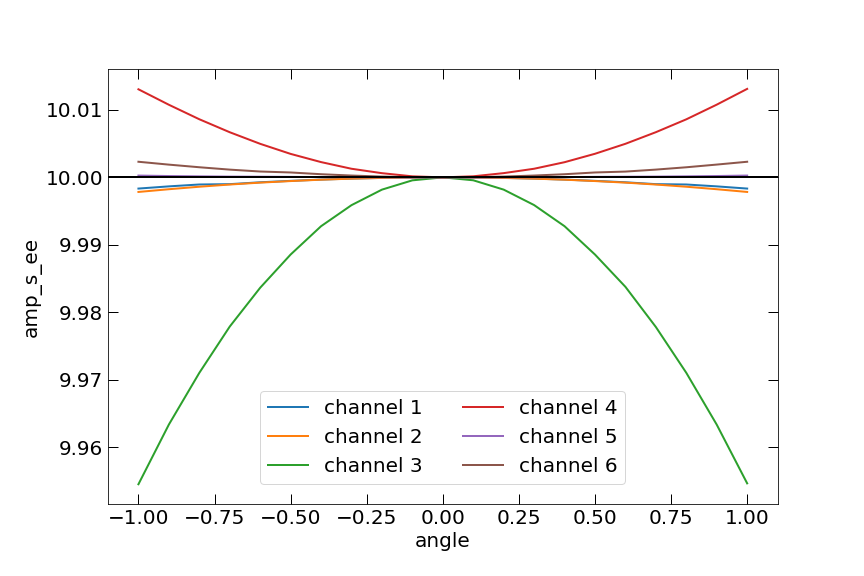 10.01
10.00
9.99
9.98
9.97
9.96
amp_s_ee
channel 1 channel 4
channel 2 channel 5
channel 3 channel 6
−1.00 −0.75 −0.50 −0.25 0.00 0.25 0.50 0.75 1.00
angle